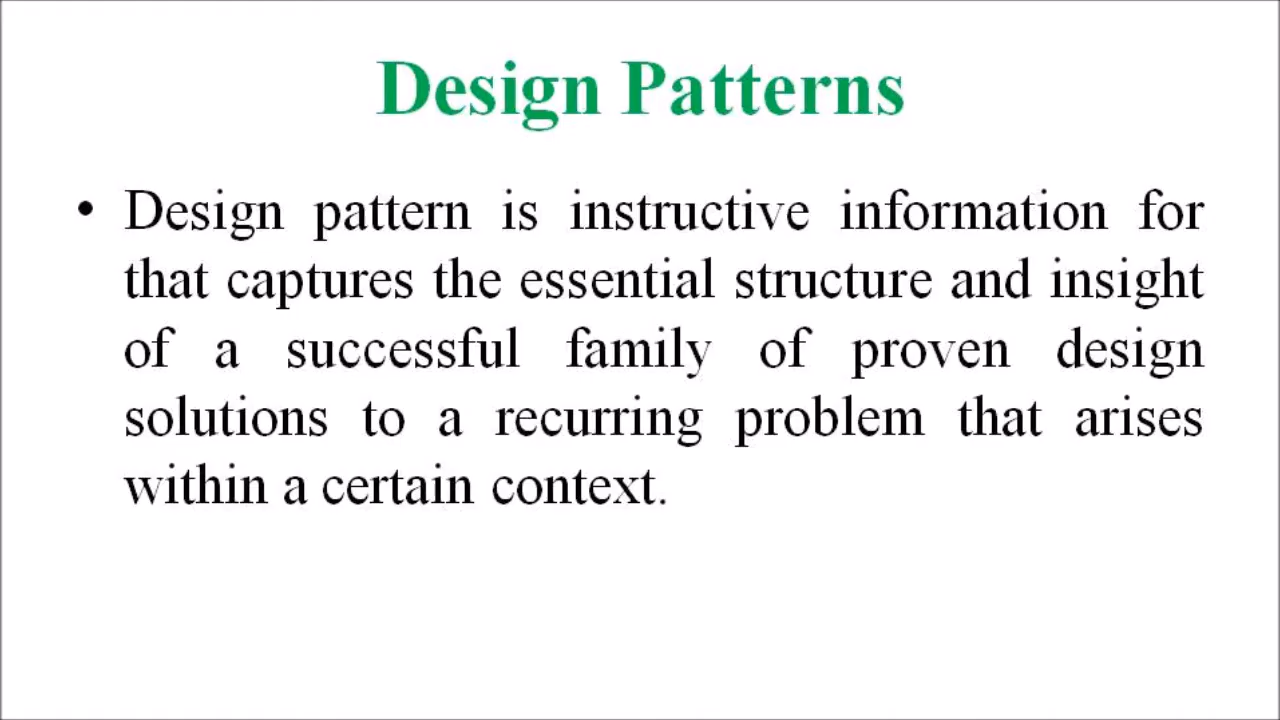 Design Patterns
• Design pattern is instructive information for
that captures the essential structure and insight
of a successful family of proven design
solutions to a recurring problem that arises
within a certain context.